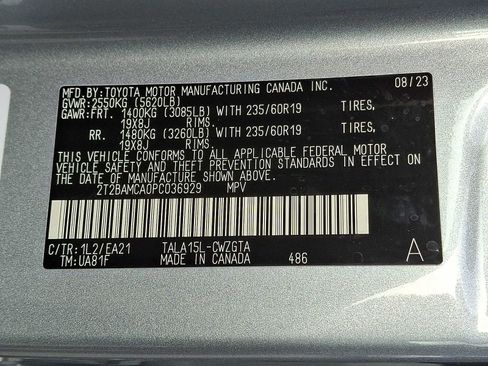 MFD.BY:TOYOTA MOTOR MANUFACTURING CANADA INC. 08/23
GVWR:2550KG (5620LB)
GAWR:FRT. 1400KG (3085LB) WITH 235/60R19 TIRES,
19X8J RIMS.
RR. 1480KG (3260LB) WITH 235/60R19 TIRES,
19X8J RIMS.
THIS VEHICLE CONFORMS TO ALL APPLICABLE FEDERAL MOTOR
VEHICLE SAFETY AND THEFT PREVENTION STANDARDS IN EFFECT
ON THE DATE OF MANUFACTURE SHOWN ABOVE.
2T2BAMCA0PC036929 MPV
C/TR:1L2/EA21 TALA15L-CWZGTA A
TM:UA81F MADE IN CANADA 486